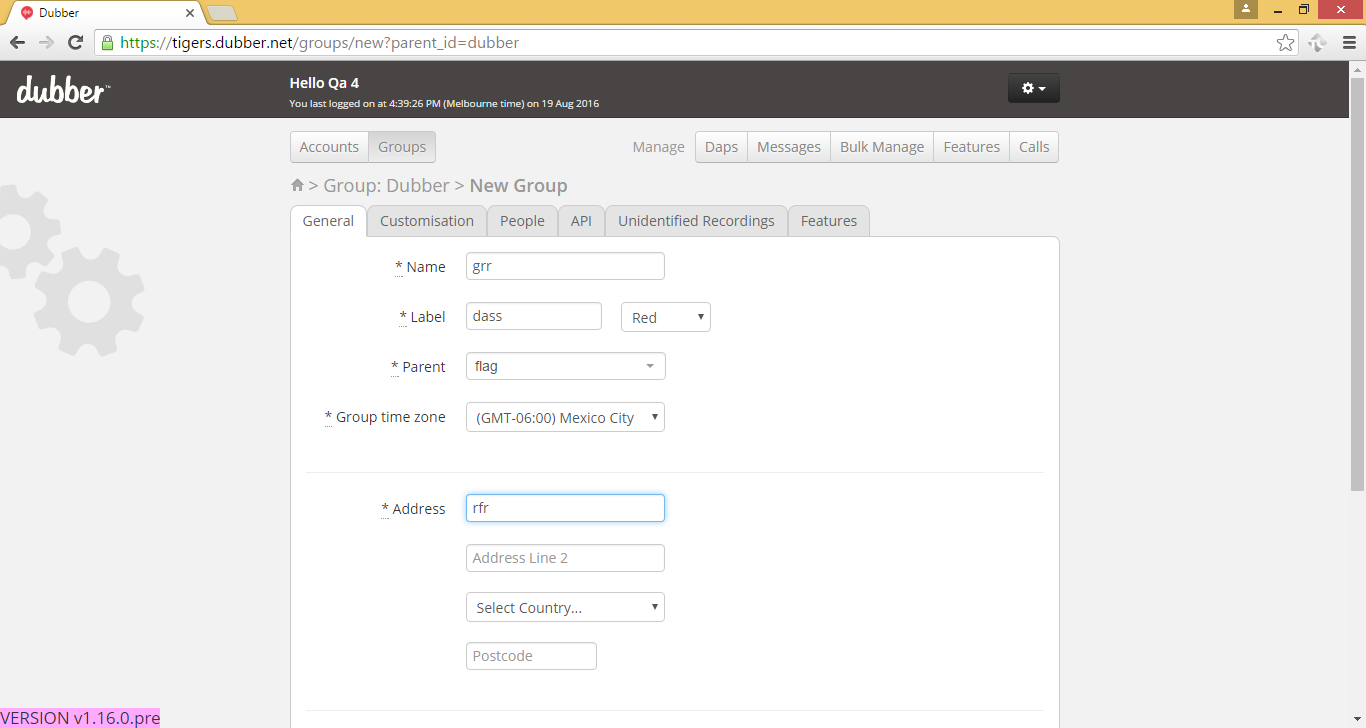 Dubber
https://tigers.dubber.net/groups/new?parent_id=dubber
dubber™
Hello Qa 4
You last logged on at 4:39:26 PM (Melbourne time) on 19 Aug 2016
Accounts Groups Manage Daps Messages Bulk Manage Features Calls
> Group: Dubber > New Group
General Customisation People API Unidentified Recordings Features
* Name grr
* Label dass Red
* Parent flag
* Group time zone (GMT-06:00) Mexico City
* Address rfr
Address Line 2
Select Country...
Postcode
VERSION v1.16.0.pre